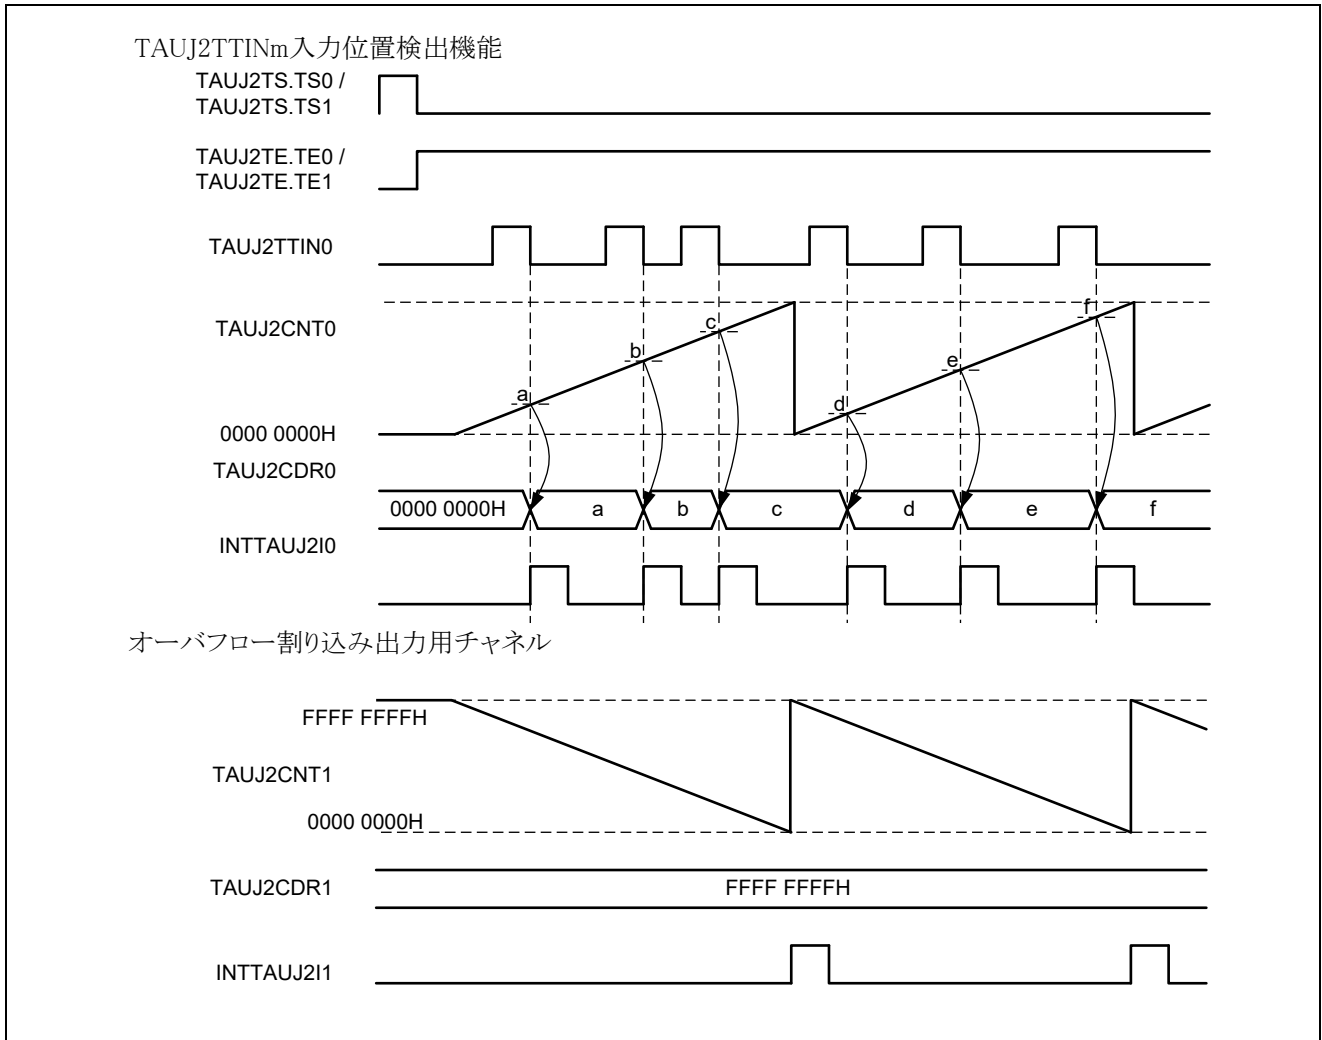 TAUJ2TTINm入力位置検出機能
TAUJ2TS.TS0 /
TAUJ2TS.TS1
TAUJ2TE.TE0 /
TAUJ2TE.TE1
TAUJ2TTIN0
TAUJ2CNT0
a
b
c
d
e
f
0000 0000H
TAUJ2CDR0
0000 0000H
a
b
c
d
e
f
INTTAUJ2I0
オーバフロー割り込み出力用チャネル
FFFF FFFFH
TAUJ2CNT1
0000 0000H
TAUJ2CDR1
FFFF FFFFH
INTTAUJ2I1